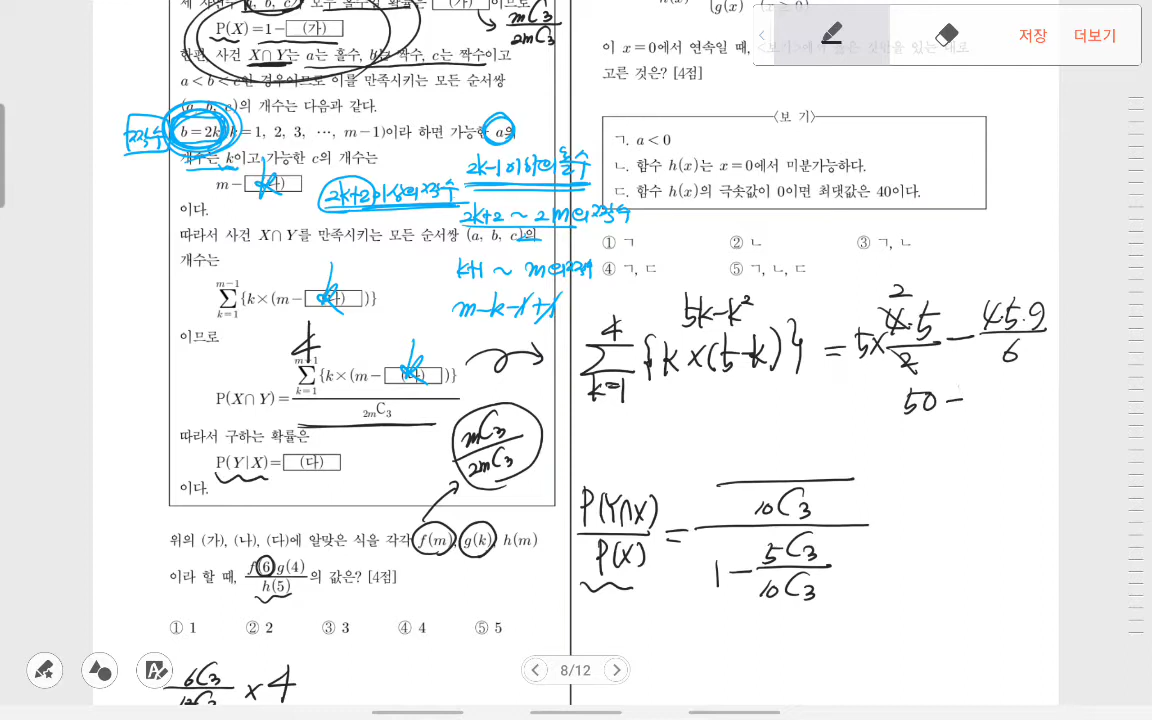 세 사건 a, b, c 모두 홀수일 확률은 (가) 이므로
mC3
2mC3
P(X)=1- (가)
한편 사건 X∩Y는 a는 홀수, b는 짝수, c는 짝수이고
a<b<c인 경우이므로 이를 만족시키는 모든 순서쌍
(a, b, c)의 개수는 다음과 같다.
짝수
b=2k(k=1, 2, 3, ⋯, m-1)이라 하면 가능한 a의
개수는 k이고 가능한 c의 개수는
2k-1이하의 홀수
m- k
2k+2이상의 짝수
이다.
2k+2 ~ 2m의 짝수
따라서 사건 X∩Y를 만족시키는 모든 순서쌍 (a, b, c)의
개수는
k+1 ~ m
m-1
∑{k×(m- k )}
k=1
m-k-1+1
이므로
4
m-1
∑{k×(m- k )}
k=1
P(X∩Y)=
2mC3
mC3
2mC3
따라서 구하는 확률은
P(Y|X)= (다)
이다.
위의 (가), (나), (다)에 알맞은 식을 각각 f(m), g(k), h(m)
이라 할 때, f(6)g(4)
h(5) 의 값은? [4점]
① 1 ② 2 ③ 3 ④ 4 ⑤ 5
6C3 × 4
저장 더보기
이 x=0에서 연속일 때, <보기>에서 옳은 것만을 있는 대로
고른 것은? [4점]
<보 기>
ㄱ. a<0
ㄴ. 함수 h(x)는 x=0에서 미분가능하다.
ㄷ. 함수 h(x)의 극솟값이 0이면 최댓값은 40이다.
① ㄱ ② ㄴ ③ ㄱ, ㄴ
④ ㄱ, ㄷ ⑤ ㄱ, ㄴ, ㄷ
5k-k²
4
∑{k×(5-k)} = 5× 4·5/2 - 4·5·9/6
k=1
2
50 -
P(Y∩X)
P(X)
=
10C3
1- 5C3
10C3
8/12